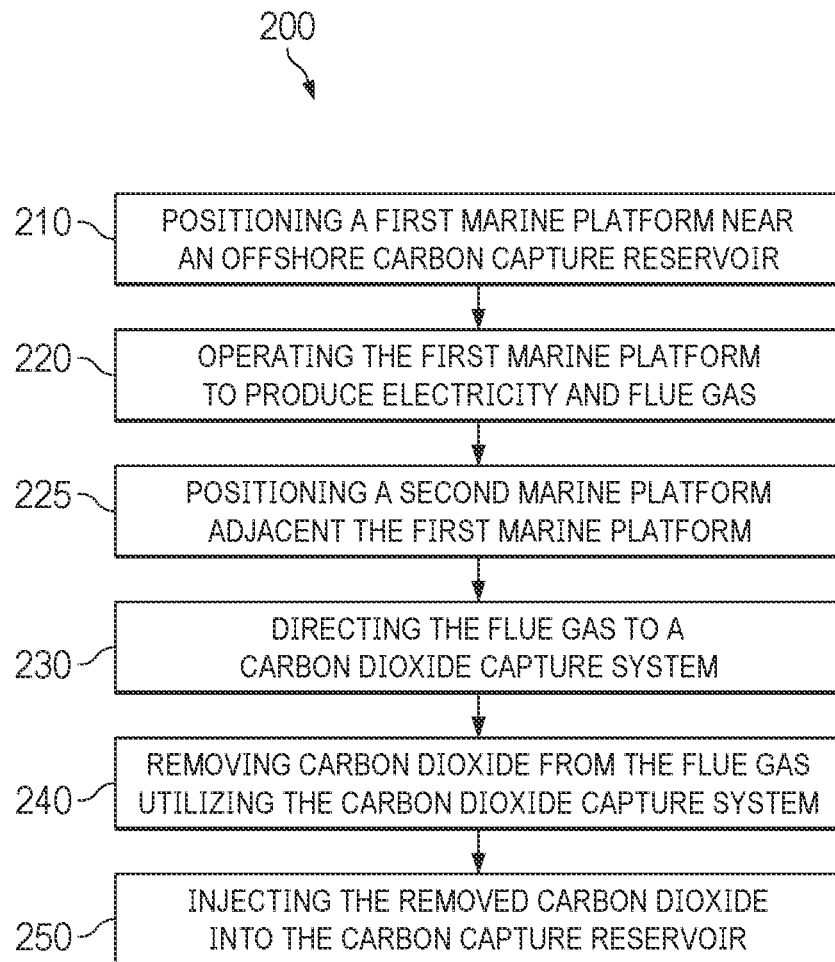 200
210
POSITIONING A FIRST MARINE PLATFORM NEAR
AN OFFSHORE CARBON CAPTURE RESERVOIR
220
OPERATING THE FIRST MARINE PLATFORM
TO PRODUCE ELECTRICITY AND FLUE GAS
225
POSITIONING A SECOND MARINE PLATFORM
ADJACENT THE FIRST MARINE PLATFORM
230
DIRECTING THE FLUE GAS TO A
CARBON DIOXIDE CAPTURE SYSTEM
240
REMOVING CARBON DIOXIDE FROM THE FLUE GAS
UTILIZING THE CARBON DIOXIDE CAPTURE SYSTEM
250
INJECTING THE REMOVED CARBON DIOXIDE
INTO THE CARBON CAPTURE RESERVOIR